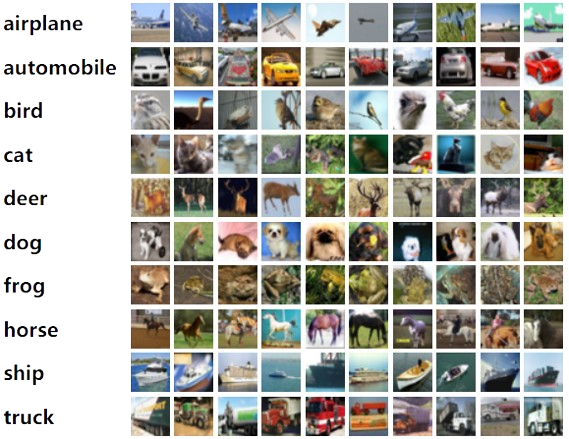 airplane
automobile
bird
cat
deer
dog
frog
horse
ship
truck